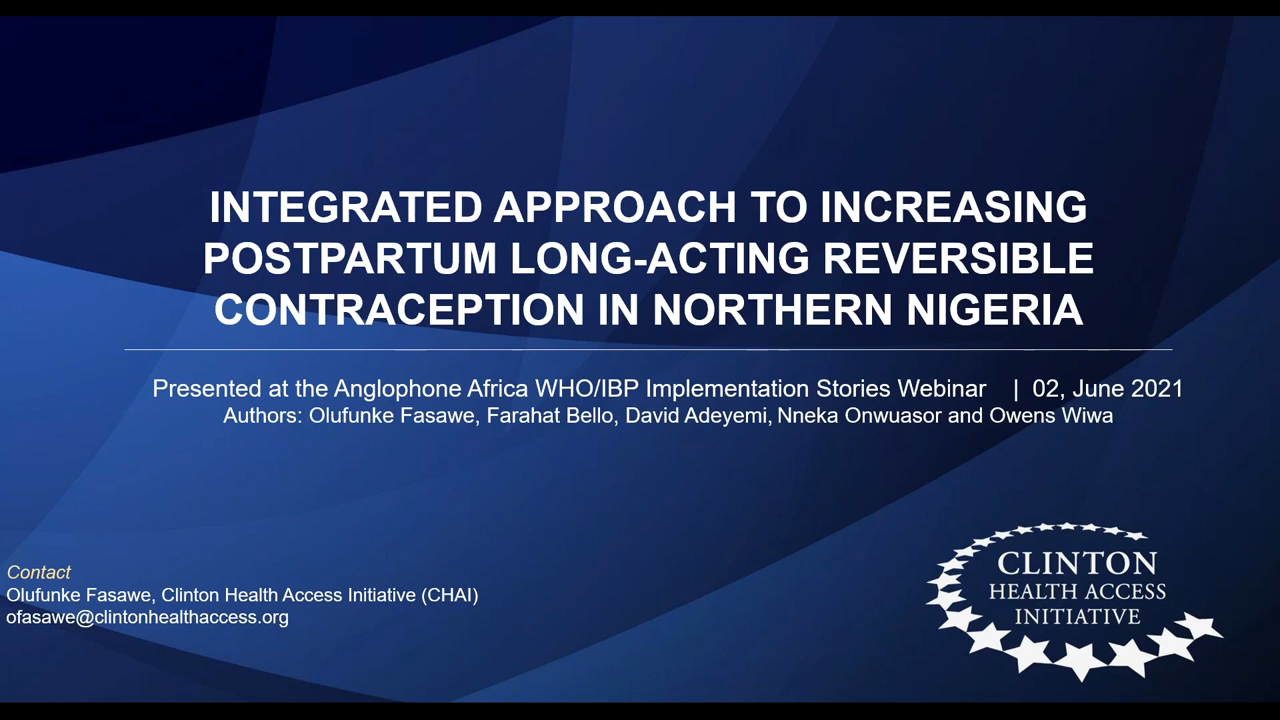 INTEGRATED APPROACH TO INCREASING
POSTPARTUM LONG-ACTING REVERSIBLE
CONTRACEPTION IN NORTHERN NIGERIA
Presented at the Anglophone Africa WHO/IBP Implementation Stories Webinar | 02, June 2021
Authors: Olufunke Fasawe, Farahat Bello, David Adeyemi, Nneka Onwuasor and Owens Wiwa
Contact
Olufunke Fasawe, Clinton Health Access Initiative (CHAI)
ofasawe@clintonhealthaccess.org
CLINTON
HEALTH ACCESS
INITIATIVE